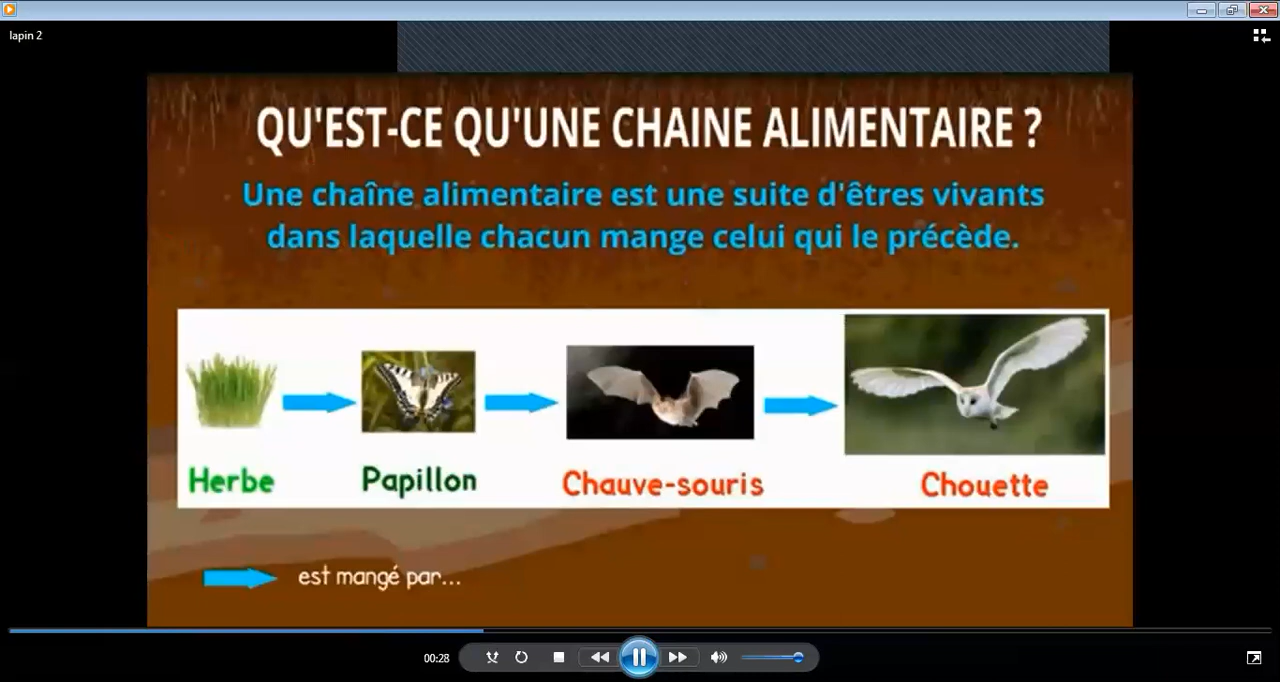 lapin 2
QU'EST-CE QU'UNE CHAINE ALIMENTAIRE ?
Une chaîne alimentaire est une suite d'êtres vivants
dans laquelle chacun mange celui qui le précède.
Herbe Papillon Chauve-souris Chouette
est mangé par...
00:28